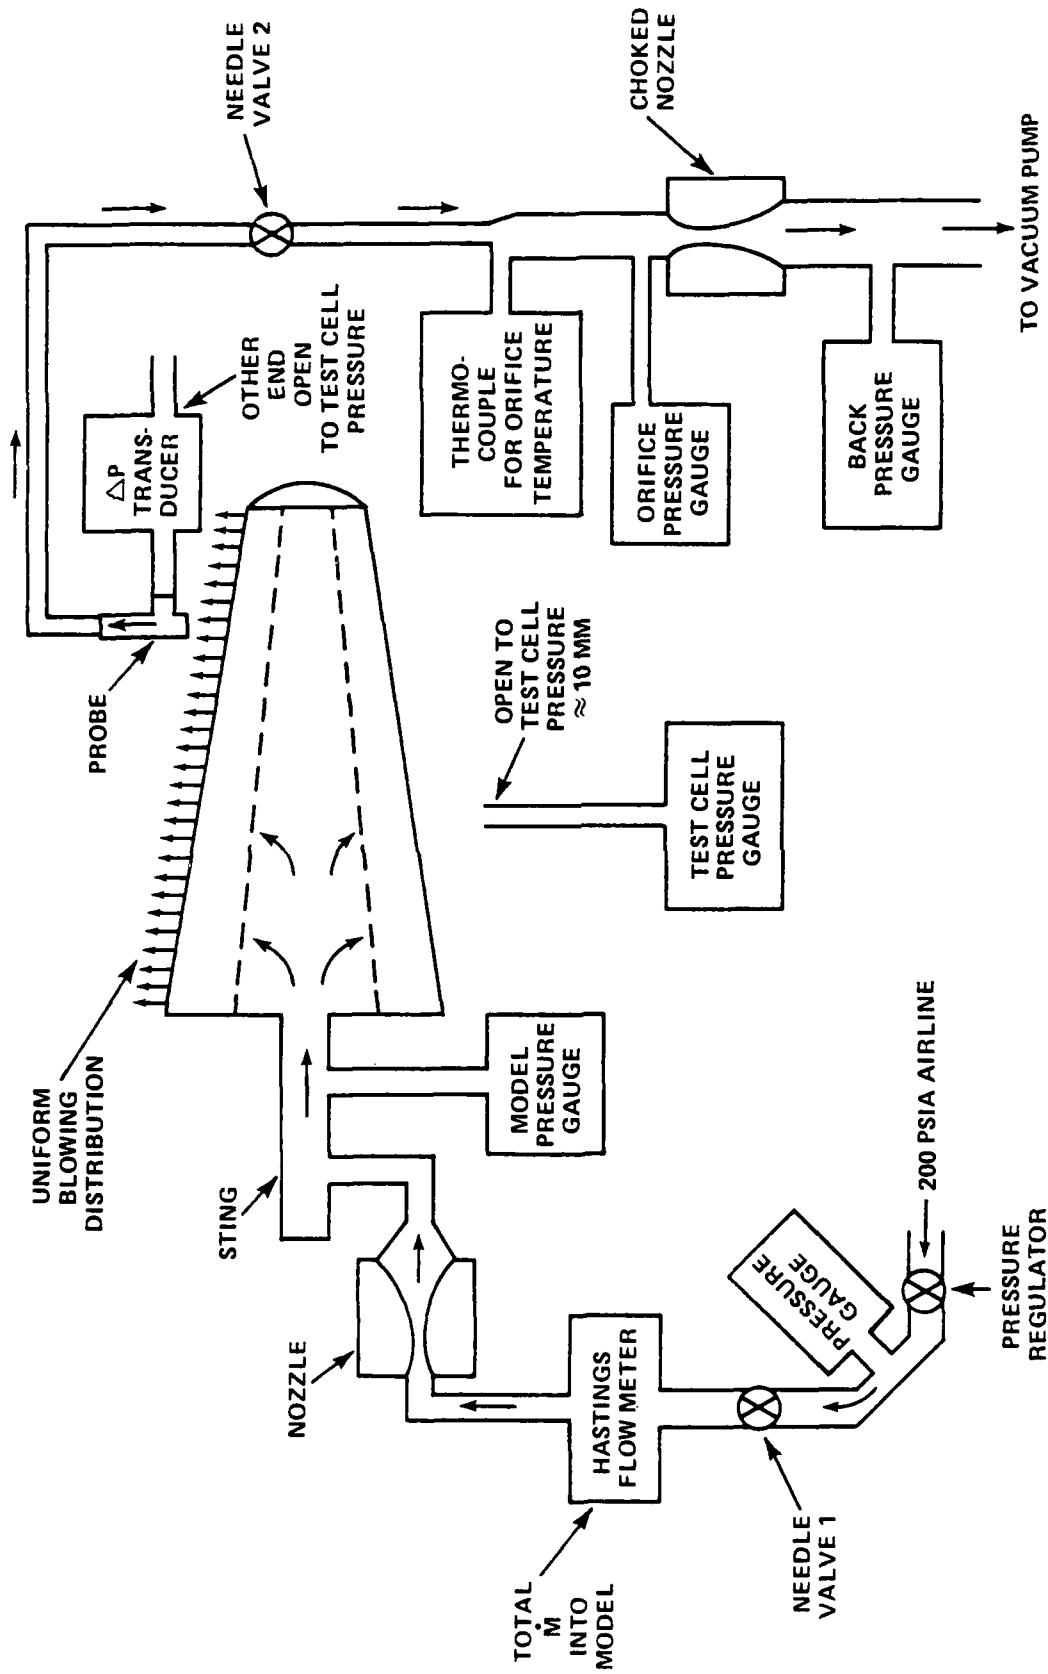 UNIFORM
BLOWING
DISTRIBUTION
PROBE
△P
TRANS-
DUCER
OTHER
END
OPEN
TO TEST CELL
PRESSURE
NEEDLE
VALVE 2
STING
NOZZLE
MODEL
PRESSURE
GAUGE
OPEN TO
TEST CELL
PRESSURE
≈ 10 MM
THERMO-
COUPLE
FOR ORIFICE
TEMPERATURE
ORIFICE
PRESSURE
GAUGE
CHOKED
NOZZLE
TOTAL
Ṁ
INTO
MODEL
HASTINGS
FLOW METER
TEST CELL
PRESSURE
GAUGE
BACK
PRESSURE
GAUGE
NEEDLE
VALVE 1
PRESSURE
GAUGE
200 PSIA AIRLINE
PRESSURE
REGULATOR
TO VACUUM PUMP